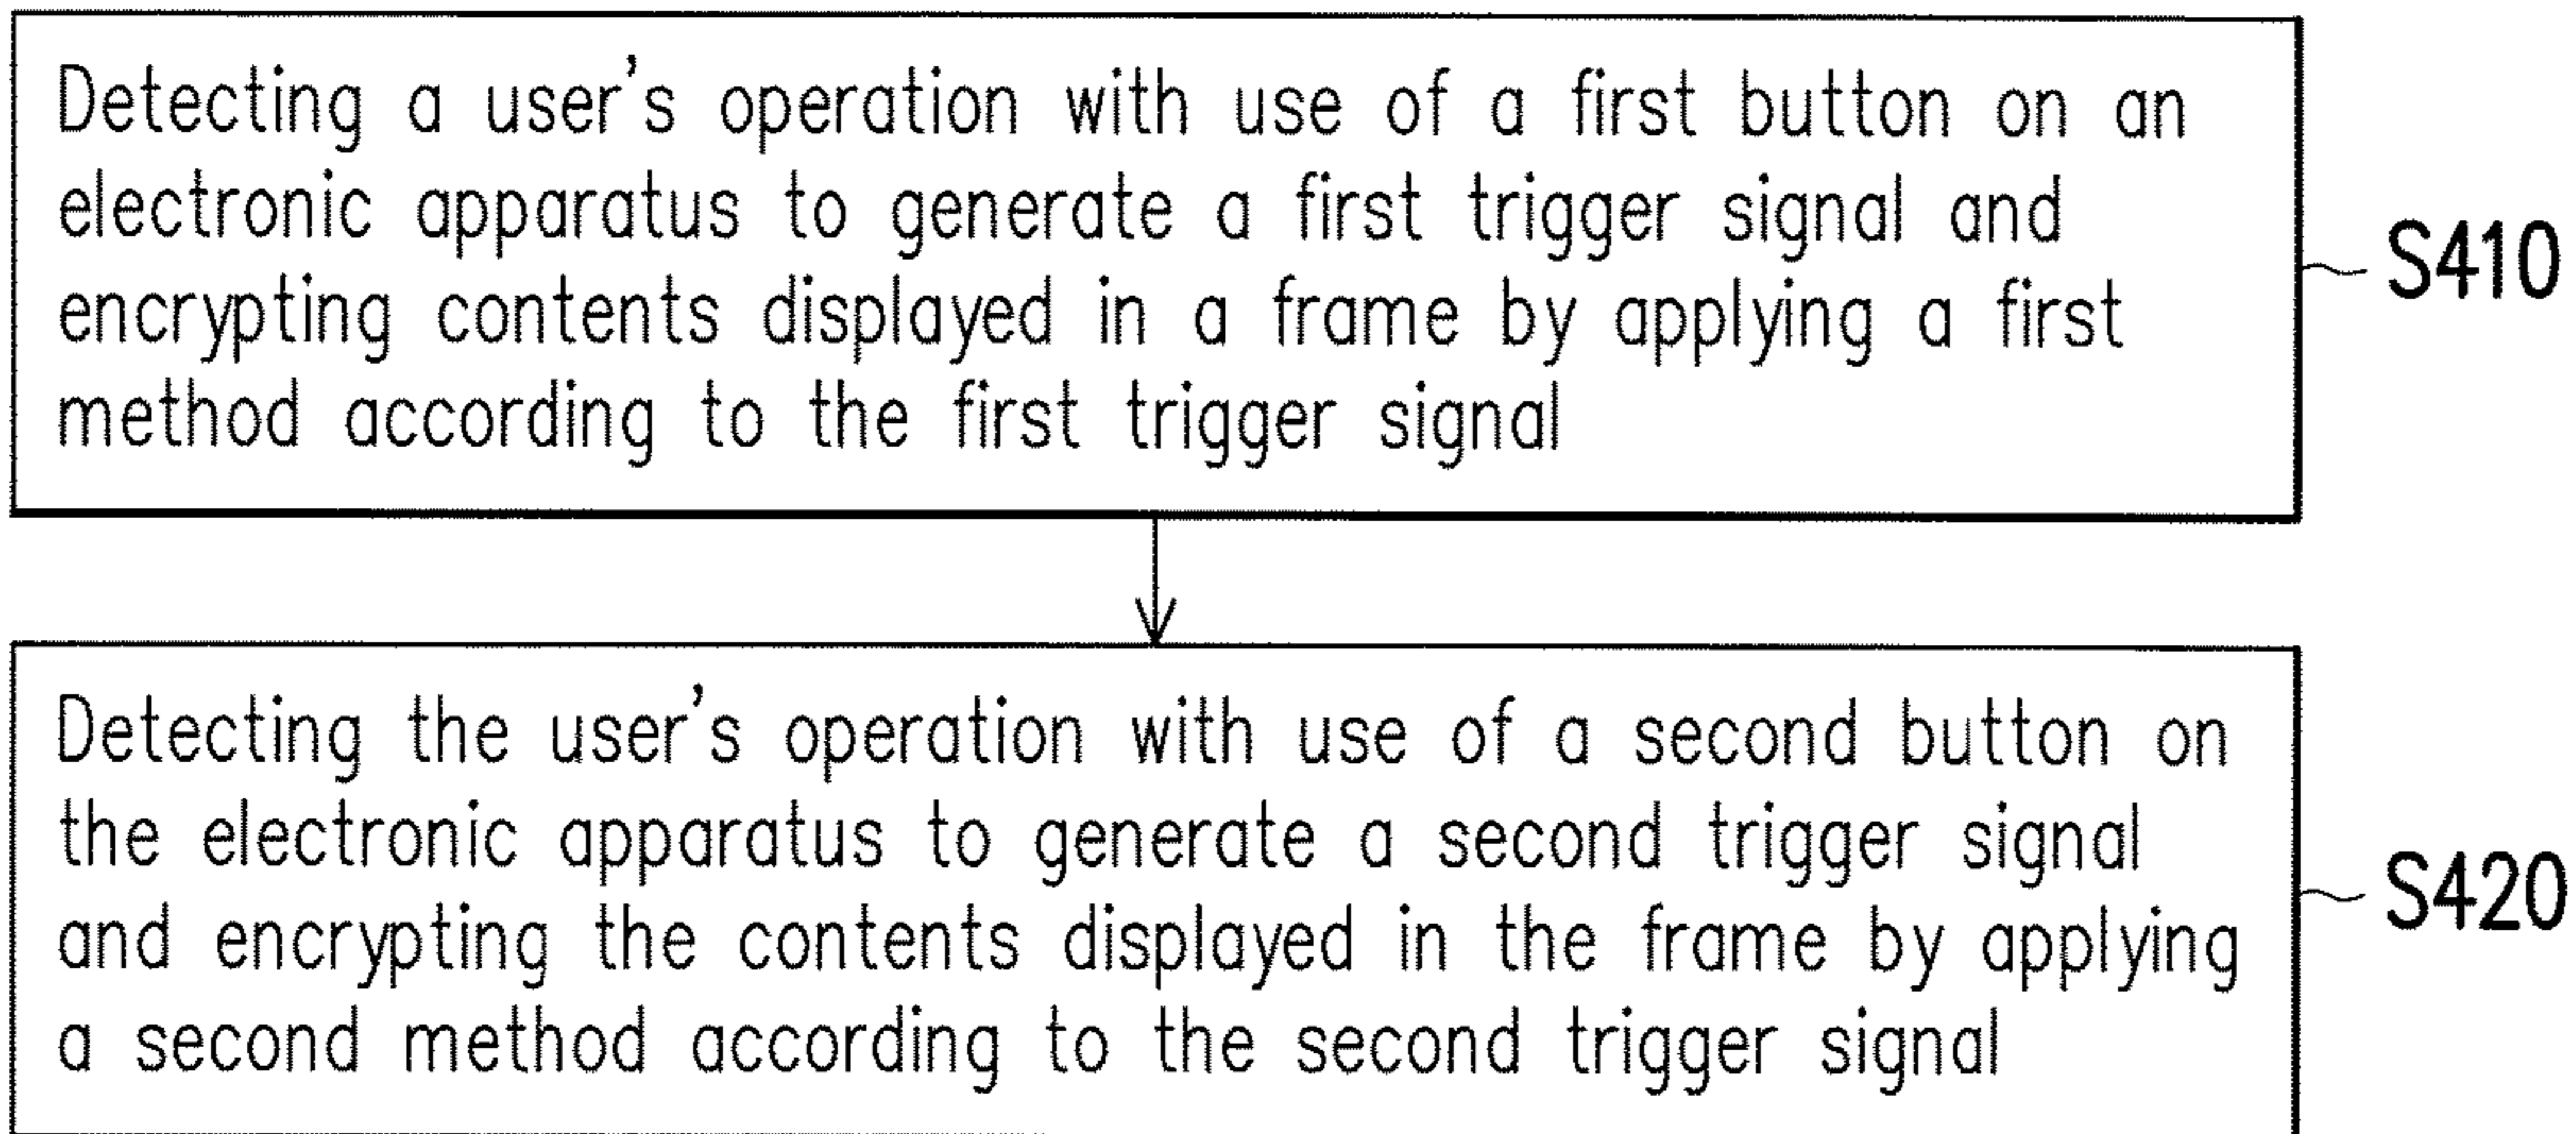 Detecting a user's operation with use of a first button on an
electronic apparatus to generate a first trigger signal and
encrypting contents displayed in a frame by applying a first
method according to the first trigger signal
S410
Detecting the user's operation with use of a second button on
the electronic apparatus to generate a second trigger signal
and encrypting the contents displayed in the frame by applying
a second method according to the second trigger signal
S420